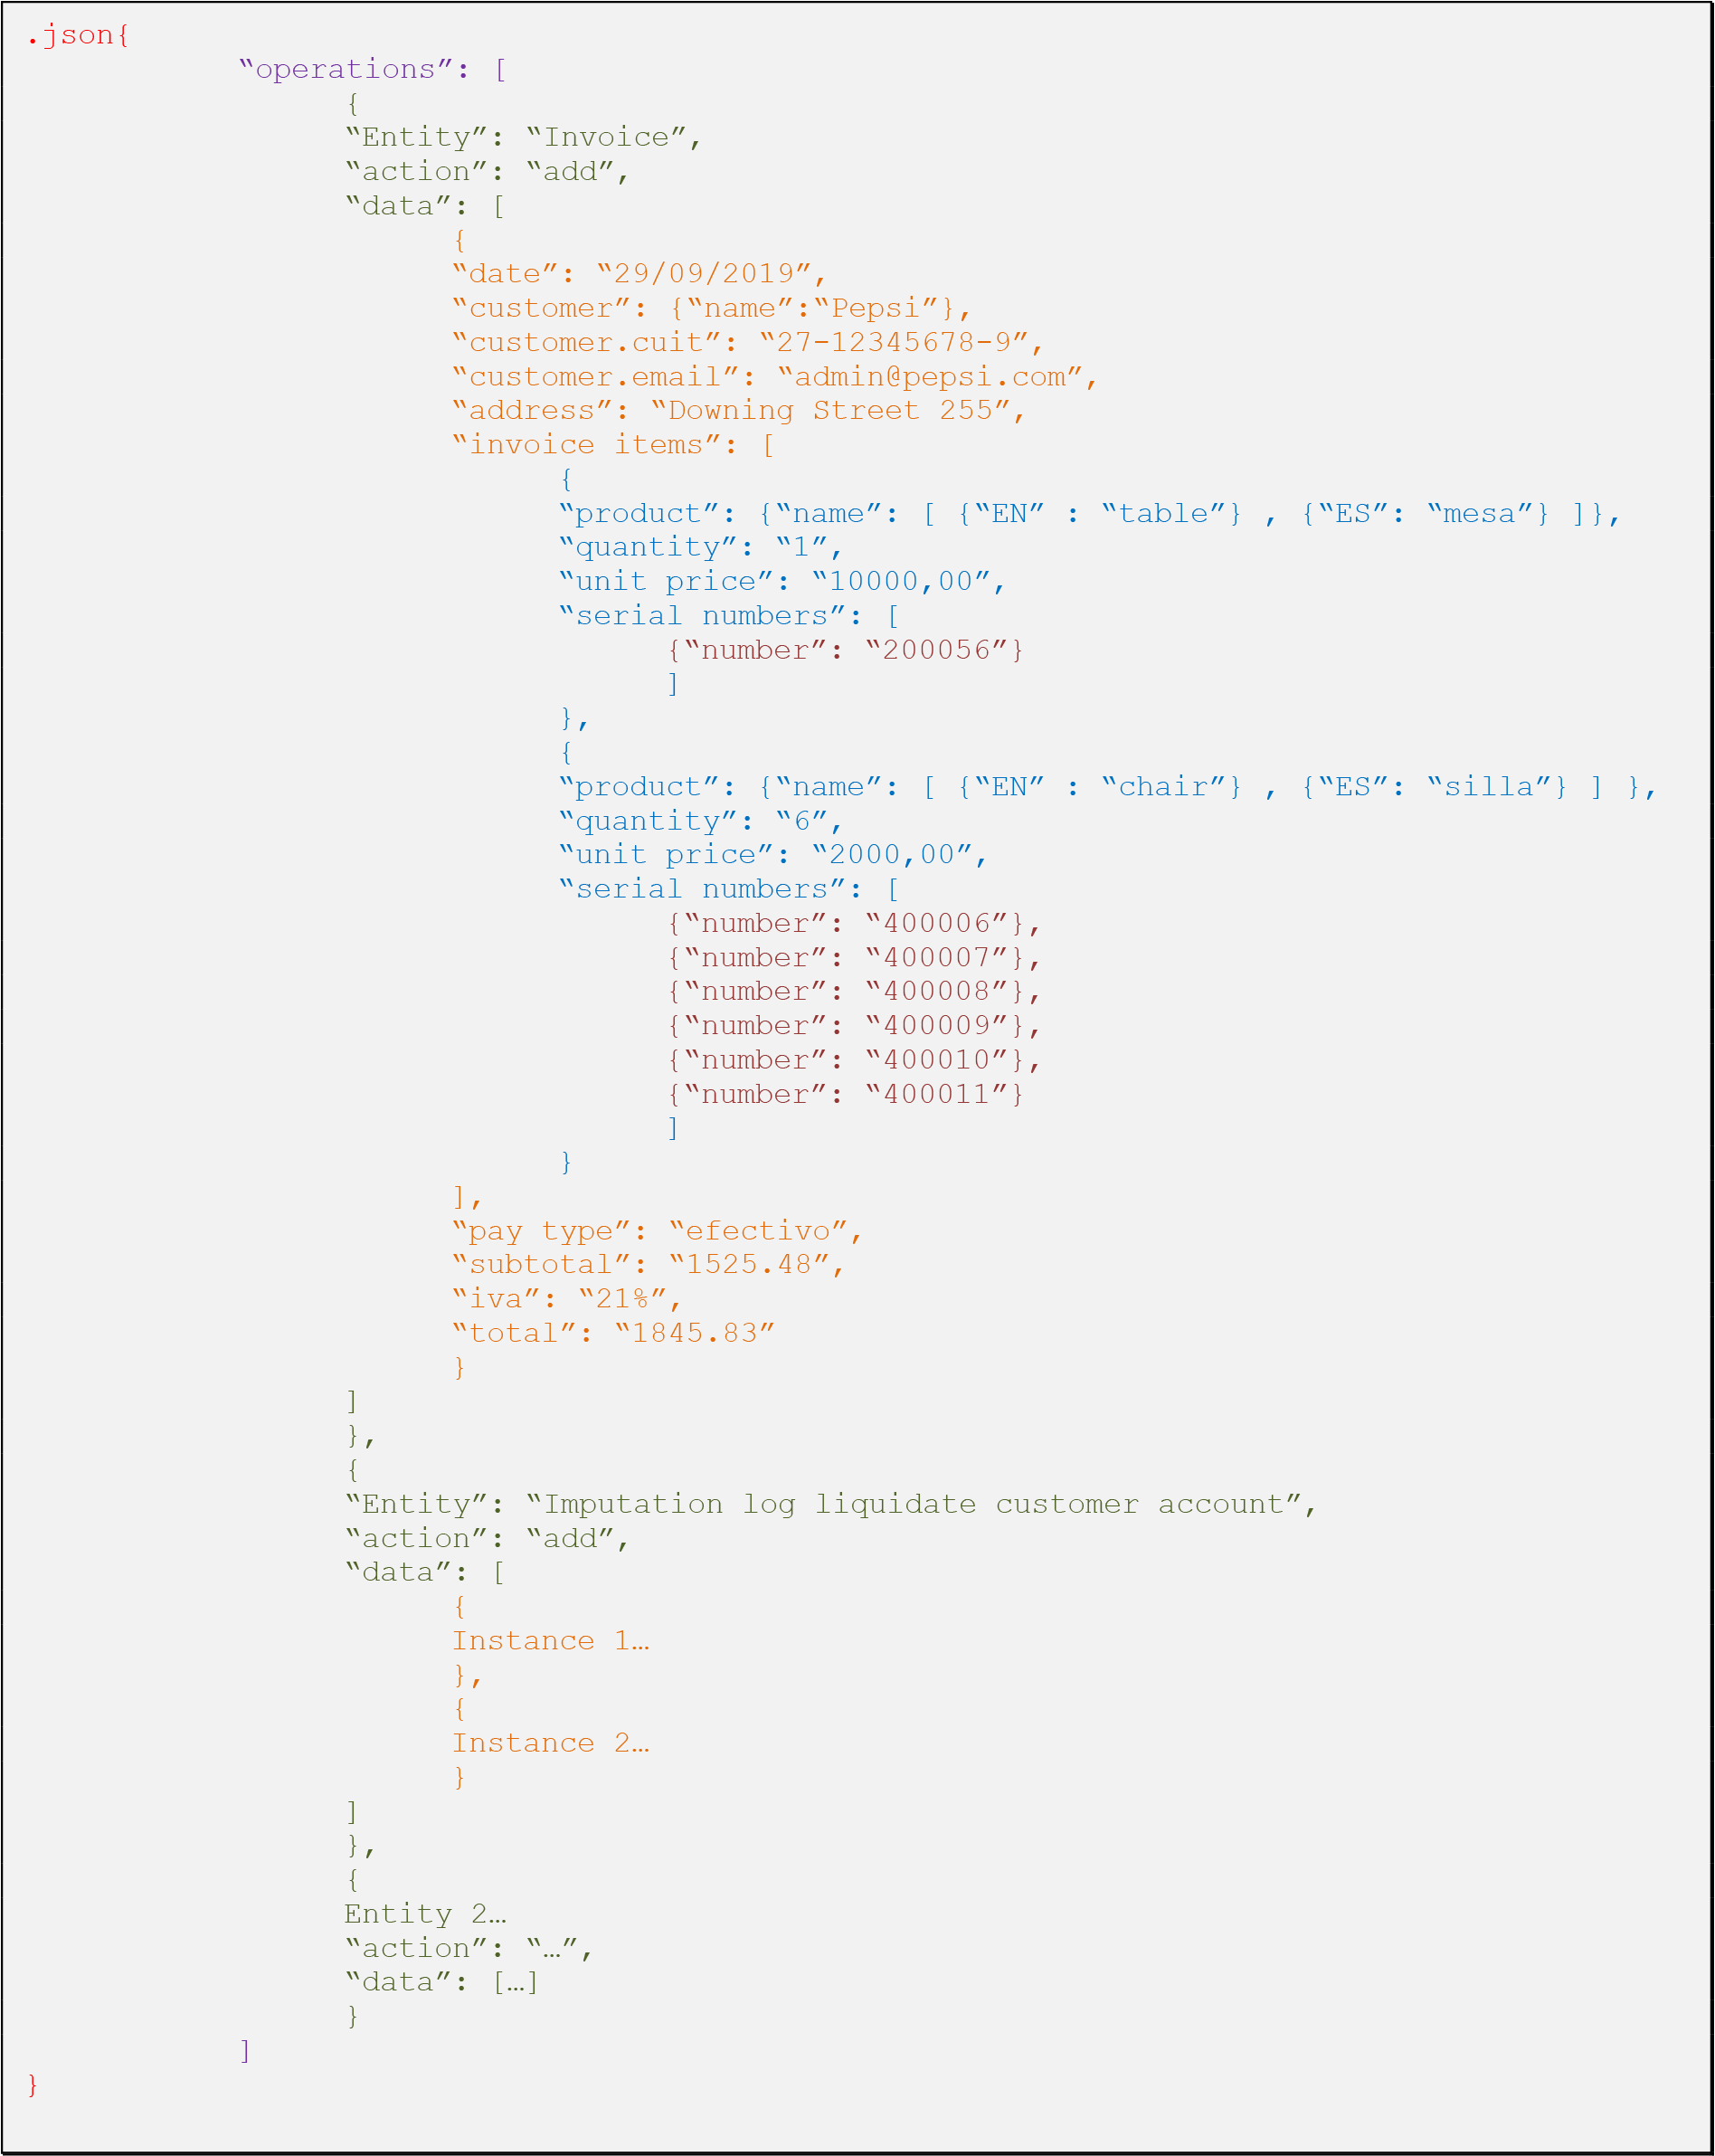 .json{
“operations”: [
{
“Entity”: “Invoice”,
“action”: “add”,
“data”: [
{
“date”: “29/09/2019”,
“customer”: {“name”:“Pepsi”},
“customer.cuit”: “27-12345678-9”,
“customer.email”: “admin@pepsi.com”,
“address”: “Downing Street 255”,
“invoice items”: [
{
“product”: {“name”: [ {“EN” : “table”} , {“ES”: “mesa”} ]},
“quantity”: “1”,
“unit price”: “10000,00”,
“serial numbers”: [
{“number”: “200056”}
]
},
{
“product”: {“name”: [ {“EN” : “chair”} , {“ES”: “silla”} ] },
“quantity”: “6”,
“unit price”: “2000,00”,
“serial numbers”: [
{“number”: “400006”},
{“number”: “400007”},
{“number”: “400008”},
{“number”: “400009”},
{“number”: “400010”},
{“number”: “400011”}
]
}
],
“pay type”: “efectivo”,
“subtotal”: “1525.48”,
“iva”: “21%”,
“total”: “1845.83”
}
]
},
{
“Entity”: “Imputation log liquidate customer account”,
“action”: “add”,
“data”: [
{
Instance 1…
},
{
Instance 2…
}
]
},
{
Entity 2…
“action”: “…”,
“data”: […]
}
]
}